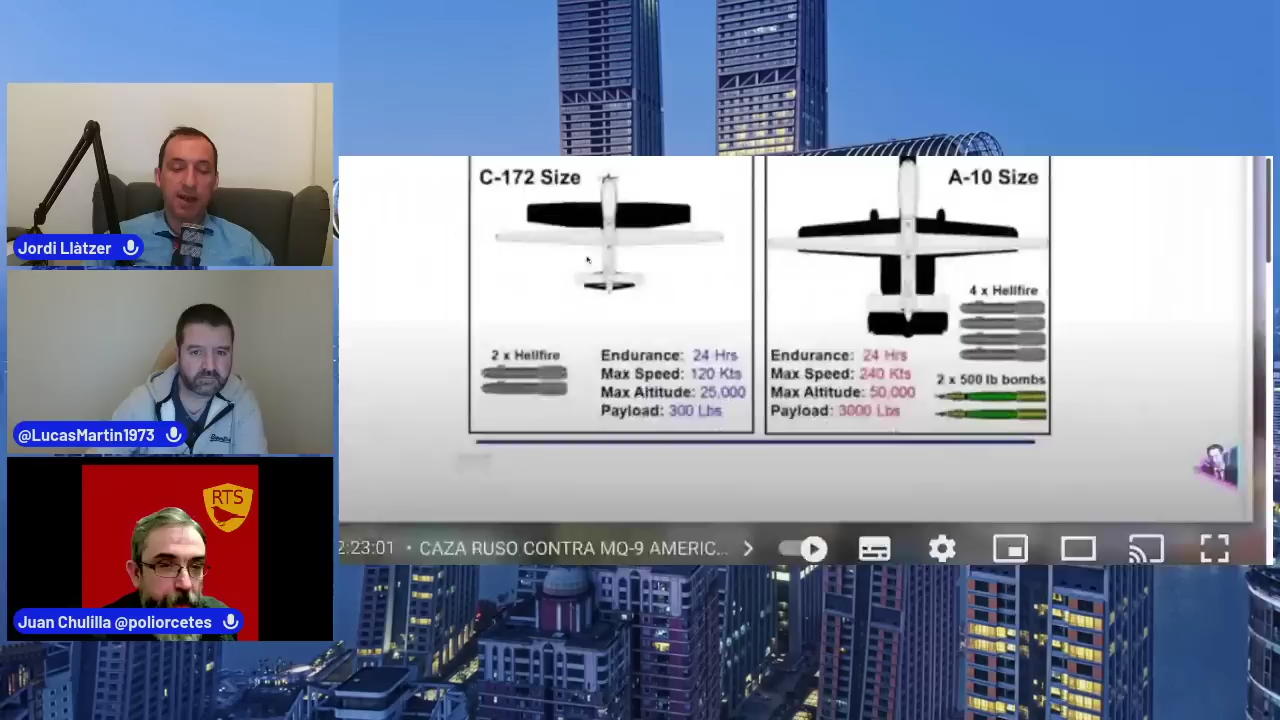 Jordi Llàtzer
@LucasMartin1973
RTS
Juan Chulilla @poliorcetes
C-172 Size
2 x Hellfire
Endurance: 24 Hrs
Max Speed: 120 Kts
Max Altitude: 25,000
Payload: 300 Lbs
A-10 Size
4 x Hellfire
Endurance: 24 Hrs
Max Speed: 240 Kts
Max Altitude: 50,000
Payload: 3000 Lbs
2 x 500 lb bombs
2:23:01 • CAZA RUSO CONTRA MQ-9 AMERIC...